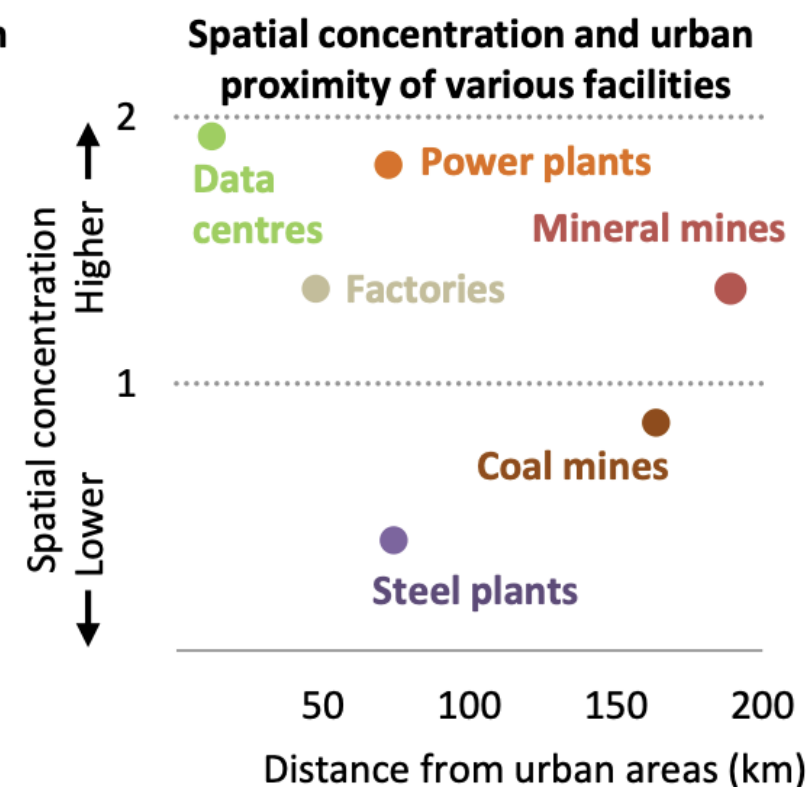 Spatial concentration and urban
proximity of various facilities
2
Data
centres
Power plants
Mineral mines
Factories
1
Coal mines
Steel plants
Spatial concentration
Higher
Lower
50 100 150 200
Distance from urban areas (km)